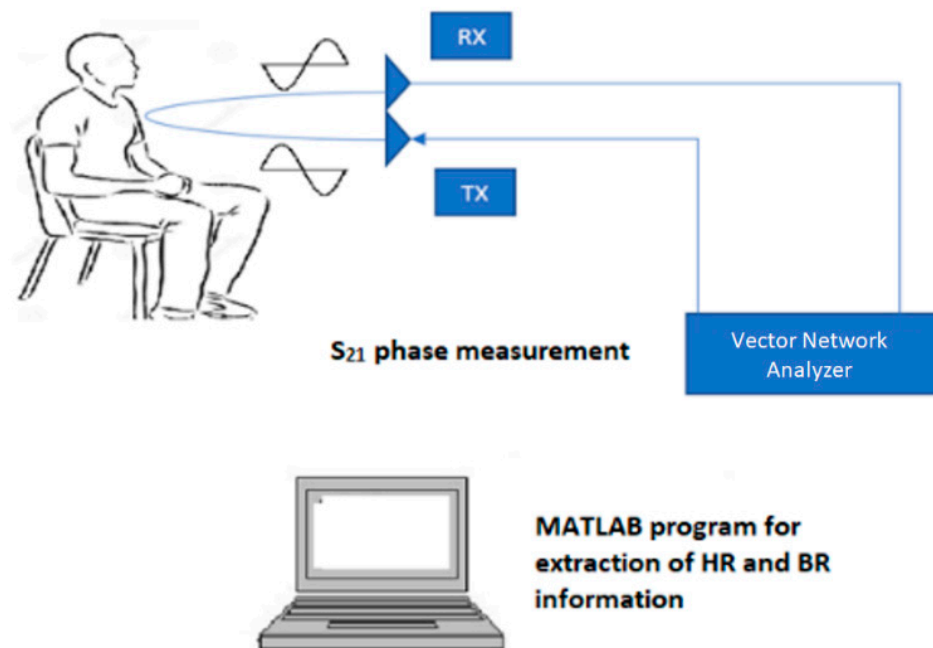 RX
TX
Vector Network
Analyzer
S21 phase measurement
MATLAB program for
extraction of HR and BR
information